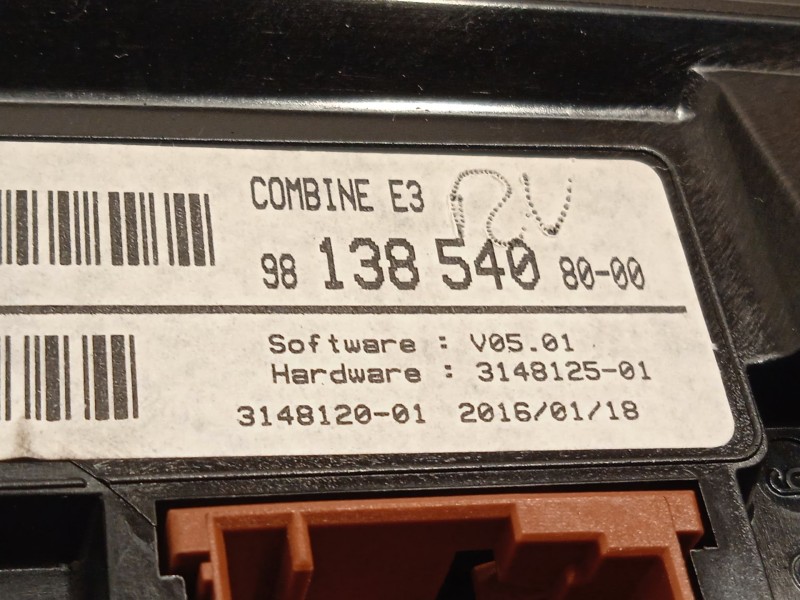 COMBINE E3
98 138 540 80-00
Software : V05.01
Hardware : 3148125-01
3148120-01 2016/01/18